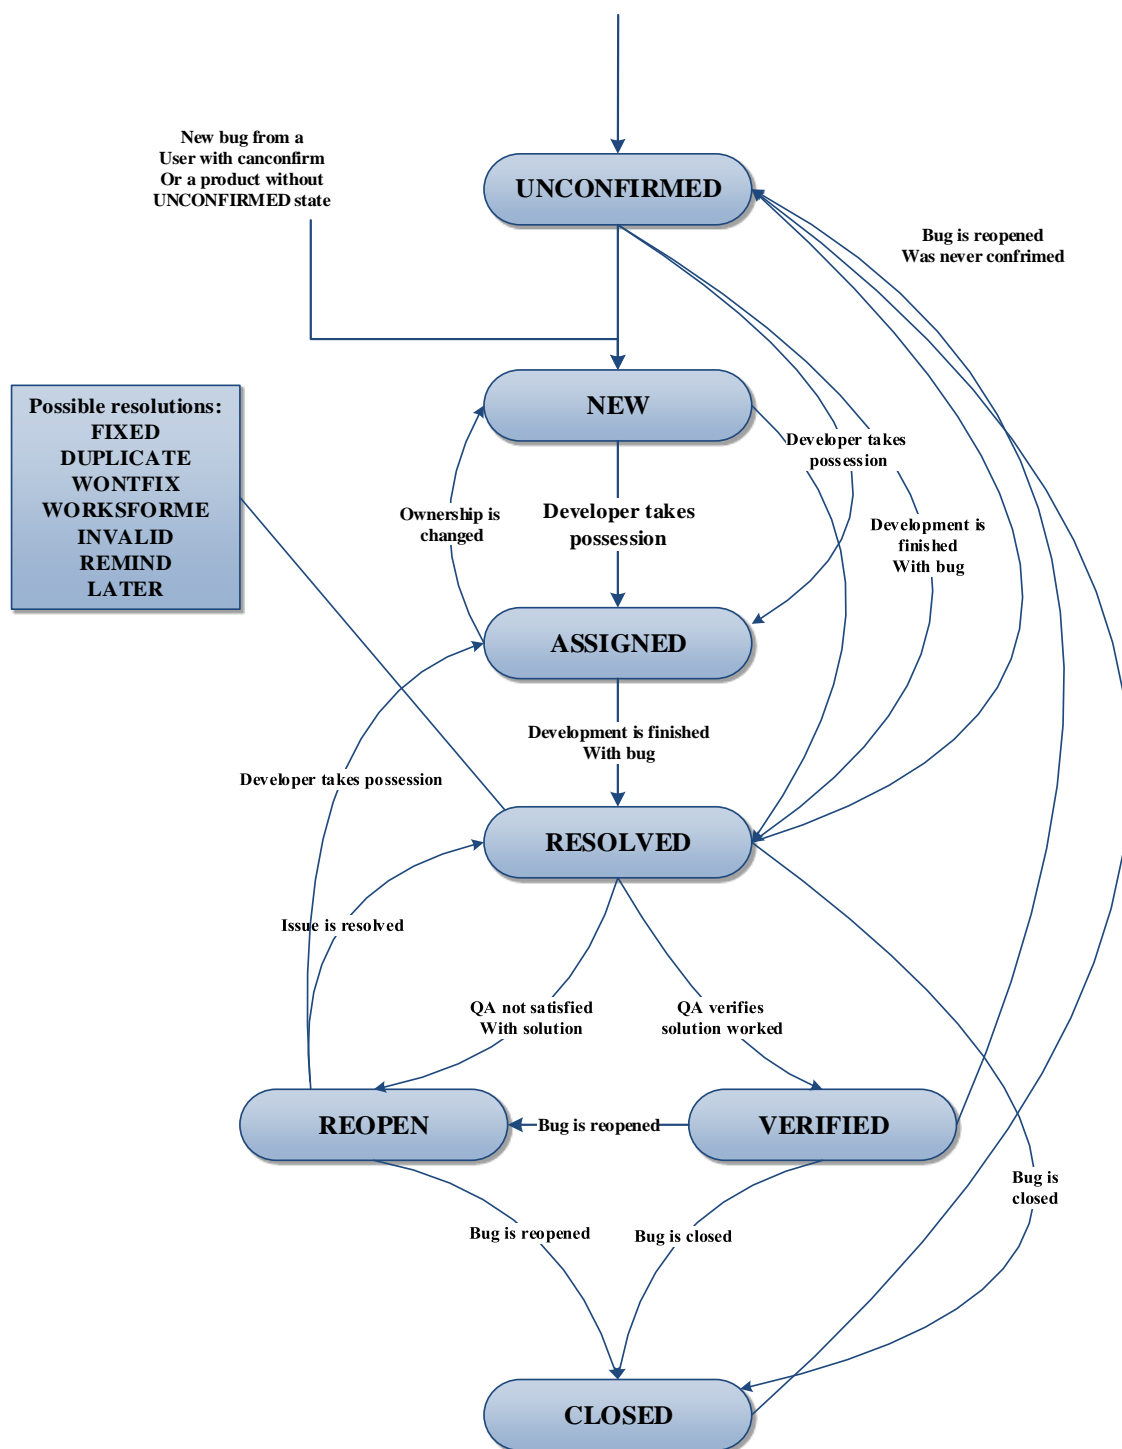 New bug from a
User with canconfirm
Or a product without
UNCONFIRMED state
UNCONFIRMED
Bug is reopened
Was never confrimed
Possible resolutions:
FIXED
DUPLICATE
WONTFIX
WORKSFORME
INVALID
REMIND
LATER
NEW
Developer takes
possession
Ownership is
changed
Developer takes
possession
Development is
finished
With bug
ASSIGNED
Development is finished
With bug
Developer takes possession
RESOLVED
Issue is resolved
QA not satisfied
With solution
QA verifies
solution worked
REOPEN
Bug is reopened
VERIFIED
Bug is
closed
Bug is reopened
Bug is closed
CLOSED